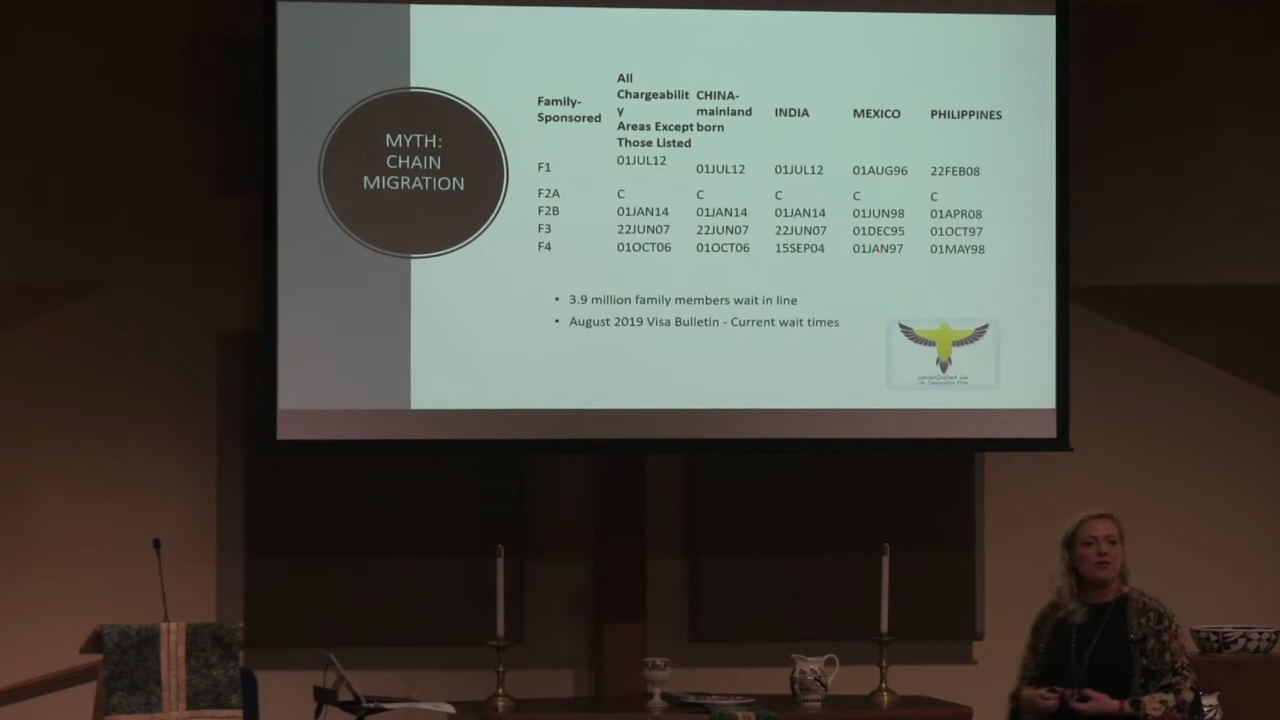 MYTH:
CHAIN
MIGRATION
Family-
Sponsored
All
Chargeabilit
y
Areas Except
Those Listed
CHINA-
mainland
born
INDIA
MEXICO
PHILIPPINES
F1 01JUL12 01JUL12 01JUL12 01AUG96 22FEB08
F2A C C C C C
F2B 01JAN14 01JAN14 01JAN14 01JUN98 01APR08
F3 22JUN07 22JUN07 22JUN07 01DEC95 01OCT97
F4 01OCT06 01OCT06 15SEP04 01JAN97 01MAY98
• 3.9 million family members wait in line
• August 2019 Visa Bulletin - Current wait times